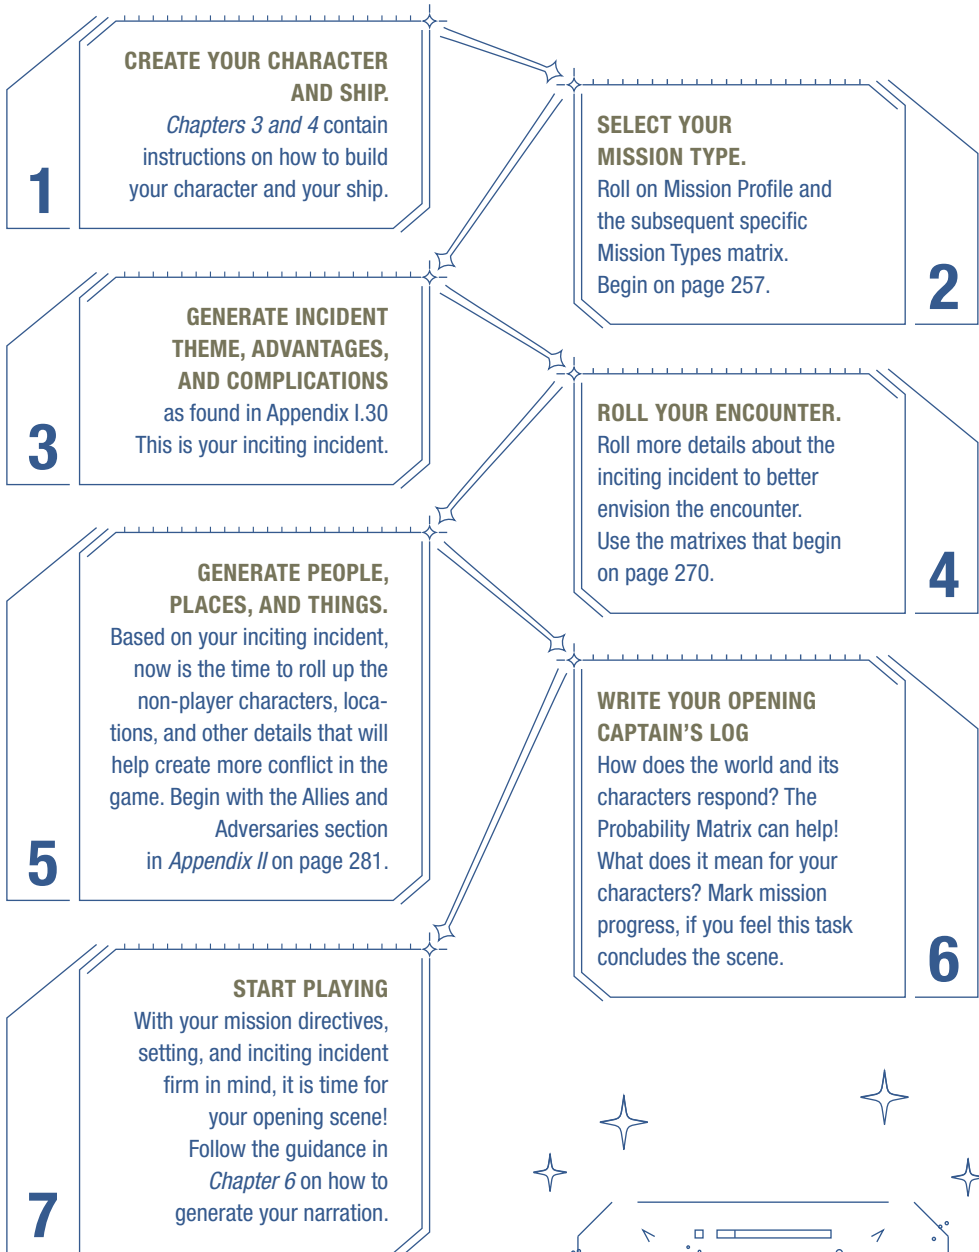 CREATE YOUR CHARACTER
AND SHIP.
Chapters 3 and 4 contain
instructions on how to build
your character and your ship.
1
SELECT YOUR
MISSION TYPE.
Roll on Mission Profile and
the subsequent specific
Mission Types matrix.
Begin on page 257.
2
GENERATE INCIDENT
THEME, ADVANTAGES,
AND COMPLICATIONS
as found in Appendix I.30
This is your inciting incident.
3
ROLL YOUR ENCOUNTER.
Roll more details about the
inciting incident to better
envision the encounter.
Use the matrixes that begin
on page 270.
4
GENERATE PEOPLE,
PLACES, AND THINGS.
Based on your inciting incident,
now is the time to roll up the
non-player characters, loca-
tions, and other details that will
help create more conflict in the
game. Begin with the Allies and
Adversaries section
in Appendix II on page 281.
5
WRITE YOUR OPENING
CAPTAIN'S LOG
How does the world and its
characters respond? The
Probability Matrix can help!
What does it mean for your
characters? Mark mission
progress, if you feel this task
concludes the scene.
6
START PLAYING
With your mission directives,
setting, and inciting incident
firm in mind, it is time for
your opening scene!
Follow the guidance in
Chapter 6 on how to
generate your narration.
7